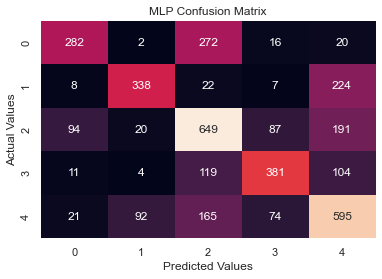 MLP Confusion Matrix
Actual Values
0 282 2 272 16 20
1 8 338 22 7 224
2 94 20 649 87 191
3 11 4 119 381 104
4 21 92 165 74 595
0 1 2 3 4
Predicted Values